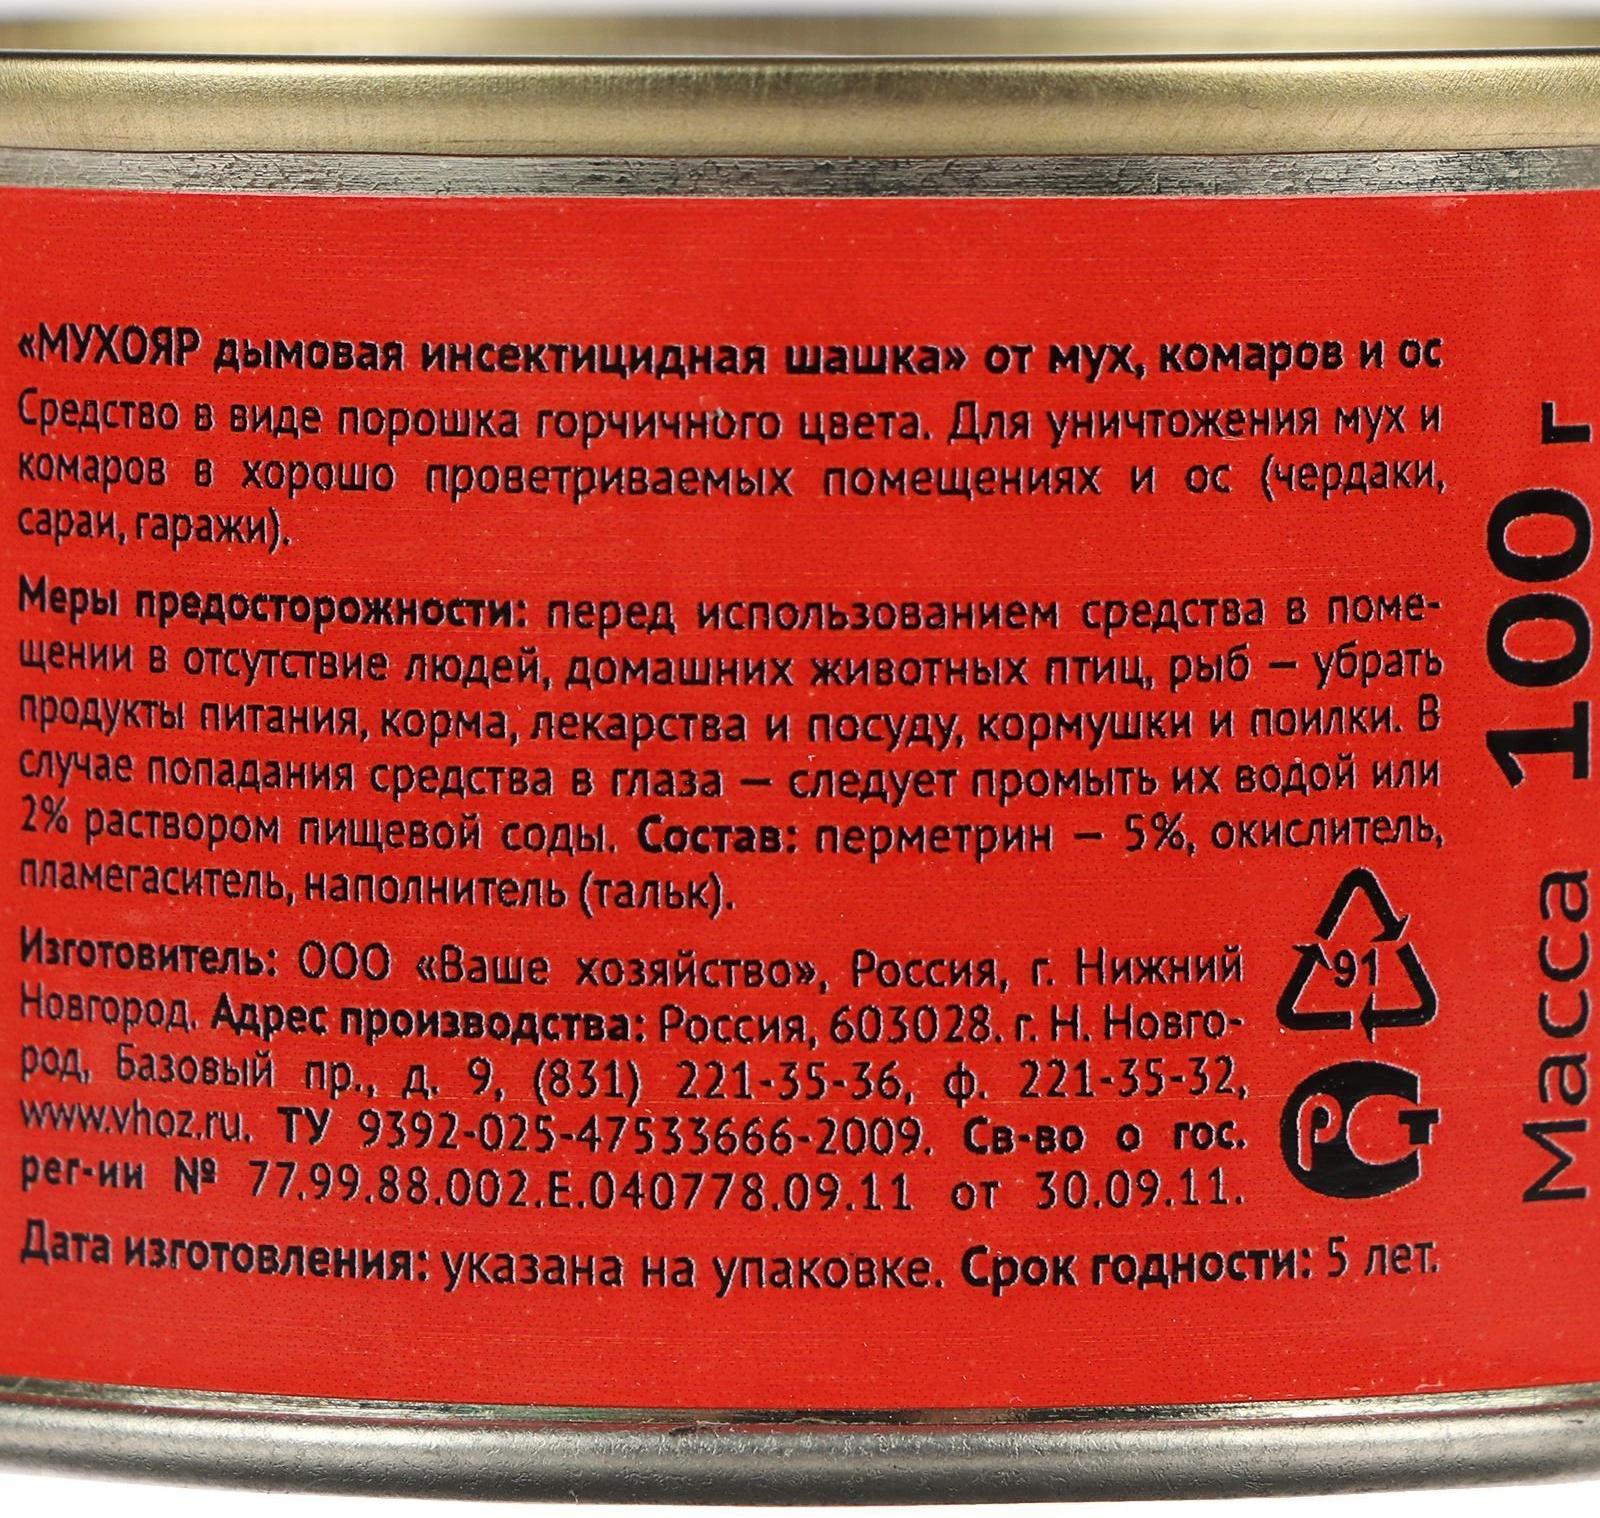 «МУХОЯР дымовая инсектицидная шашка» от мух, комаров и ос
Средство в виде порошка горчичного цвета. Для уничтожения мух и
комаров в хорошо проветриваемых помещениях и ос (чердаки,
сараи, гаражи).
Меры предосторожности: перед использованием средства в поме-
щении в отсутствие людей, домашних животных птиц, рыб – убрать
продукты питания, корма, лекарства и посуду, кормушки и поилки. В
случае попадания средства в глаза – следует промыть их водой или
2% раствором пищевой соды. Состав: перметрин – 5%, окислитель,
пламегаситель, наполнитель (тальк).
Изготовитель: ООО «Ваше хозяйство», Россия, г. Нижний
Новгород. Адрес производства: Россия, 603028. г. Н. Новго-
род, Базовый пр., д. 9, (831) 221-35-36, ф. 221-35-32,
www.vhoz.ru. ТУ 9392-025-47533666-2009. Св-во о гос.
рег-ии № 77.99.88.002.Е.040778.09.11 от 30.09.11.
Дата изготовления: указана на упаковке. Срок годности: 5 лет.
91
РСТ
Масса 100 г